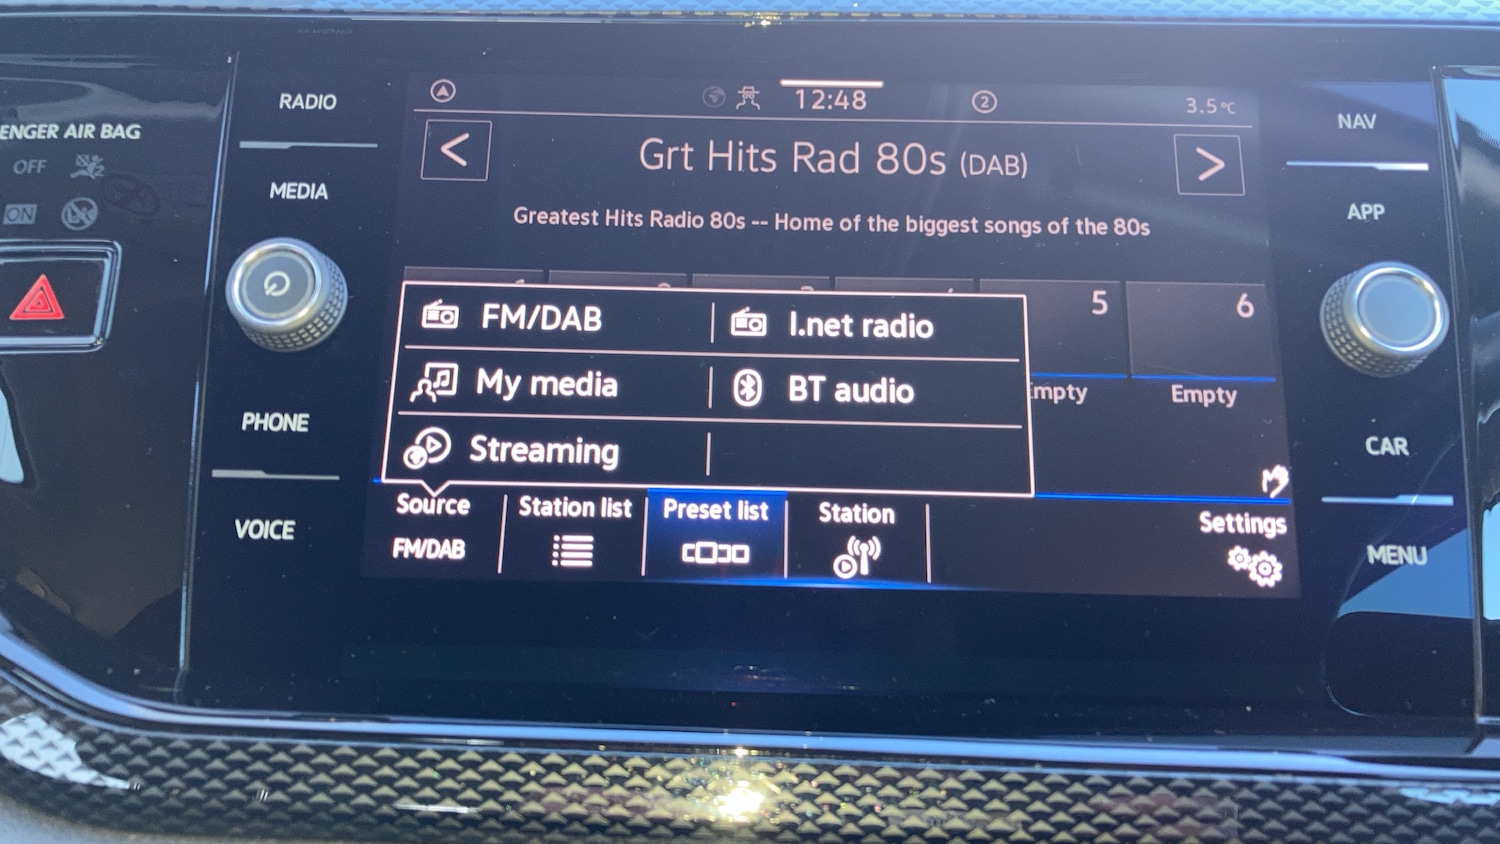 RADIO
12:48
2
3.5°C
NAV
ENGER AIR BAG
Grt Hits Rad 80s (DAB)
OFF
MEDIA
APP
ON
Greatest Hits Radio 80s -- Home of the biggest songs of the 80s
5
6
FM/DAB
I.net radio
My media
BT audio
Empty
Empty
Streaming
PHONE
CAR
Source
Station list
Preset list
Station
Settings
FM/DAB
VOICE
MENU